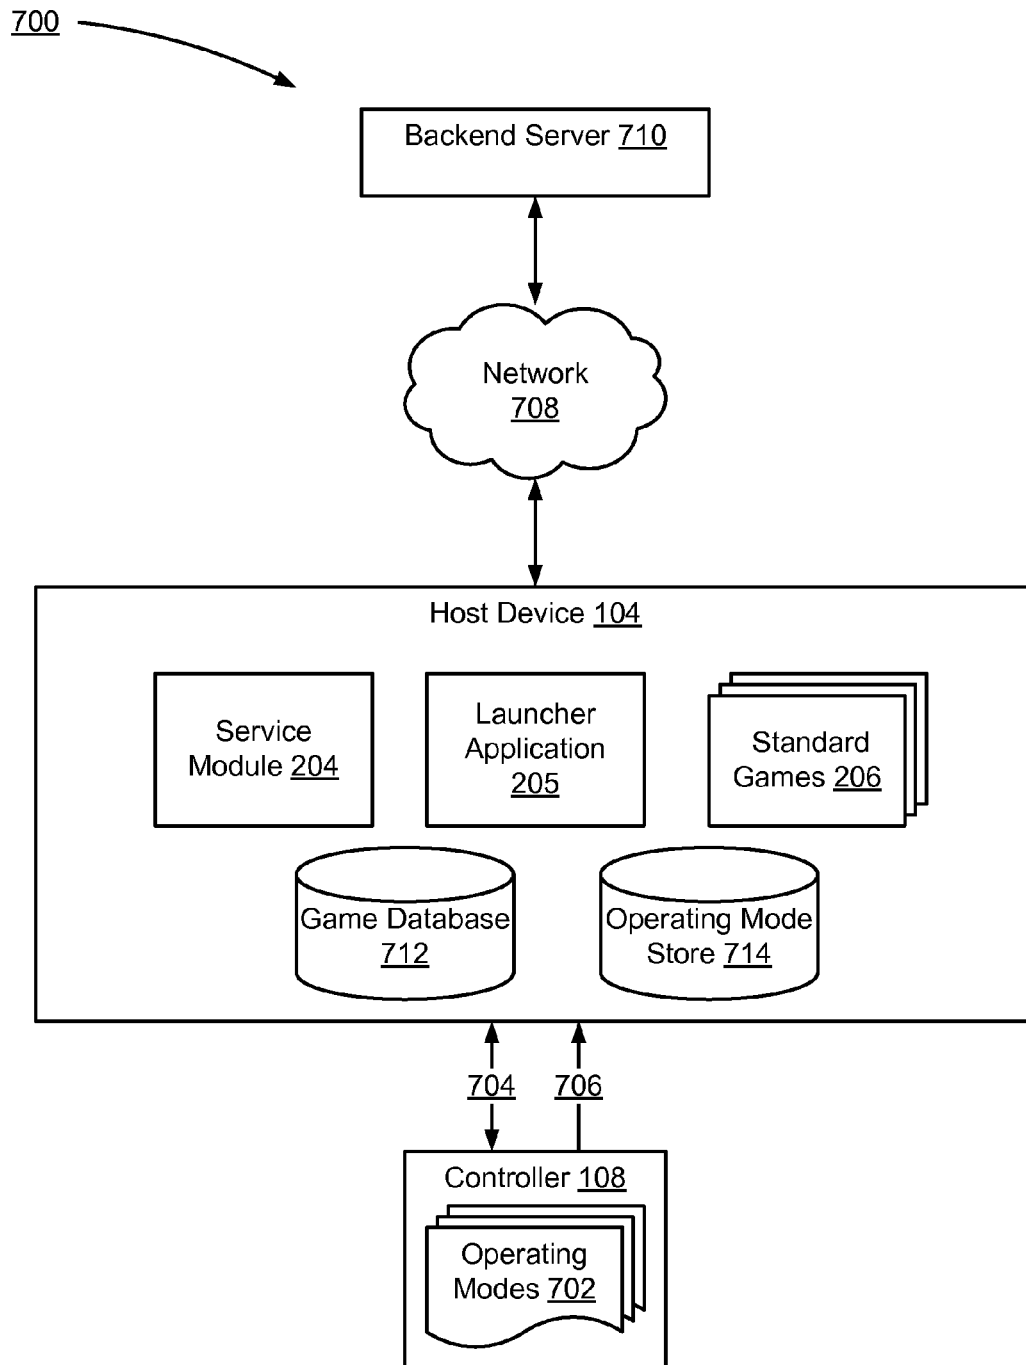 700
Backend Server 710
Network
708
Host Device 104
Service
Module 204
Launcher
Application
205
Standard
Games 206
Game Database
712
Operating Mode
Store 714
704
706
Controller 108
Operating
Modes 702